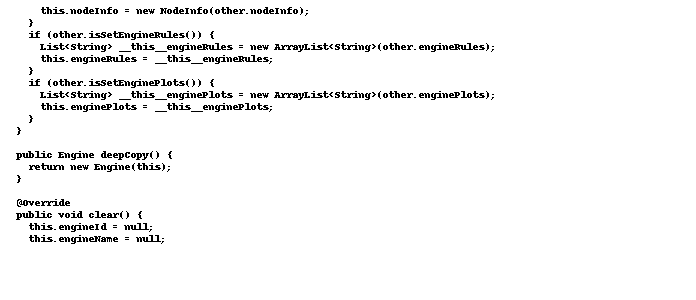 this.nodeInfo = new NodeInfo(other.nodeInfo);
    }
    if (other.isSetEngineRules()) {
      List<String> __this__engineRules = new ArrayList<String>(other.engineRules);
      this.engineRules = __this__engineRules;
    }
    if (other.isSetEnginePlots()) {
      List<String> __this__enginePlots = new ArrayList<String>(other.enginePlots);
      this.enginePlots = __this__enginePlots;
    }
  }

  public Engine deepCopy() {
    return new Engine(this);
  }

  @Override
  public void clear() {
    this.engineId = null;
    this.engineName = null;